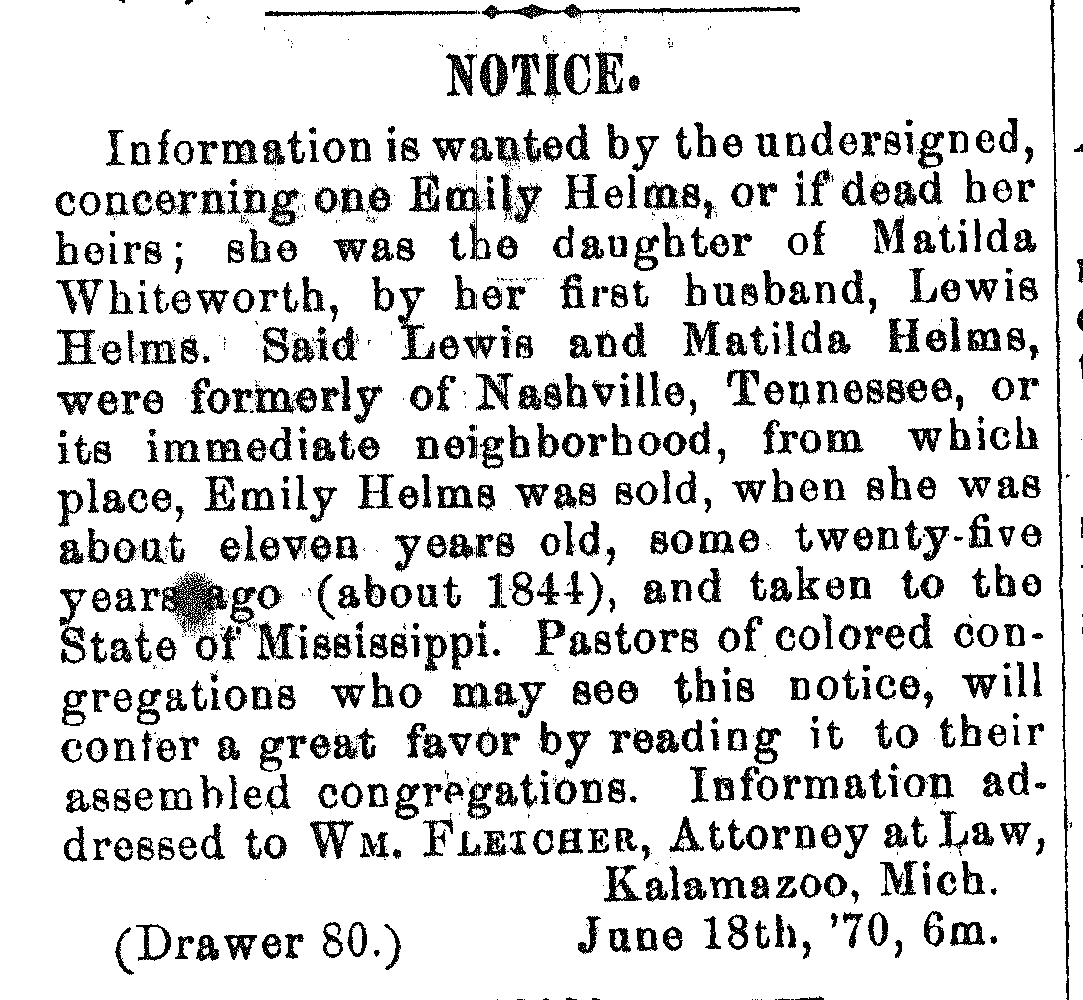 NOTICE.
Information is wanted by the undersigned,
concerning one Emily Helms, or if dead her
heirs; she was the daughter of Matilda
Whiteworth, by her first husband, Lewis
Helms. Said Lewis and Matilda Helms,
were formerly of Nashville, Tennessee, or
its immediate neighborhood, from which
place, Emily Helms was sold, when she was
about eleven years old, some twenty-five
years ago (about 1844), and taken to the
State of Mississippi. Pastors of colored con-
gregations who may see this notice, will
confer a great favor by reading it to their
assembled congregations. Information ad-
dressed to WM. FLETCHER, Attorney at Law,
Kalamazoo, Mich.
(Drawer 80.) June 18th, '70, 6m.